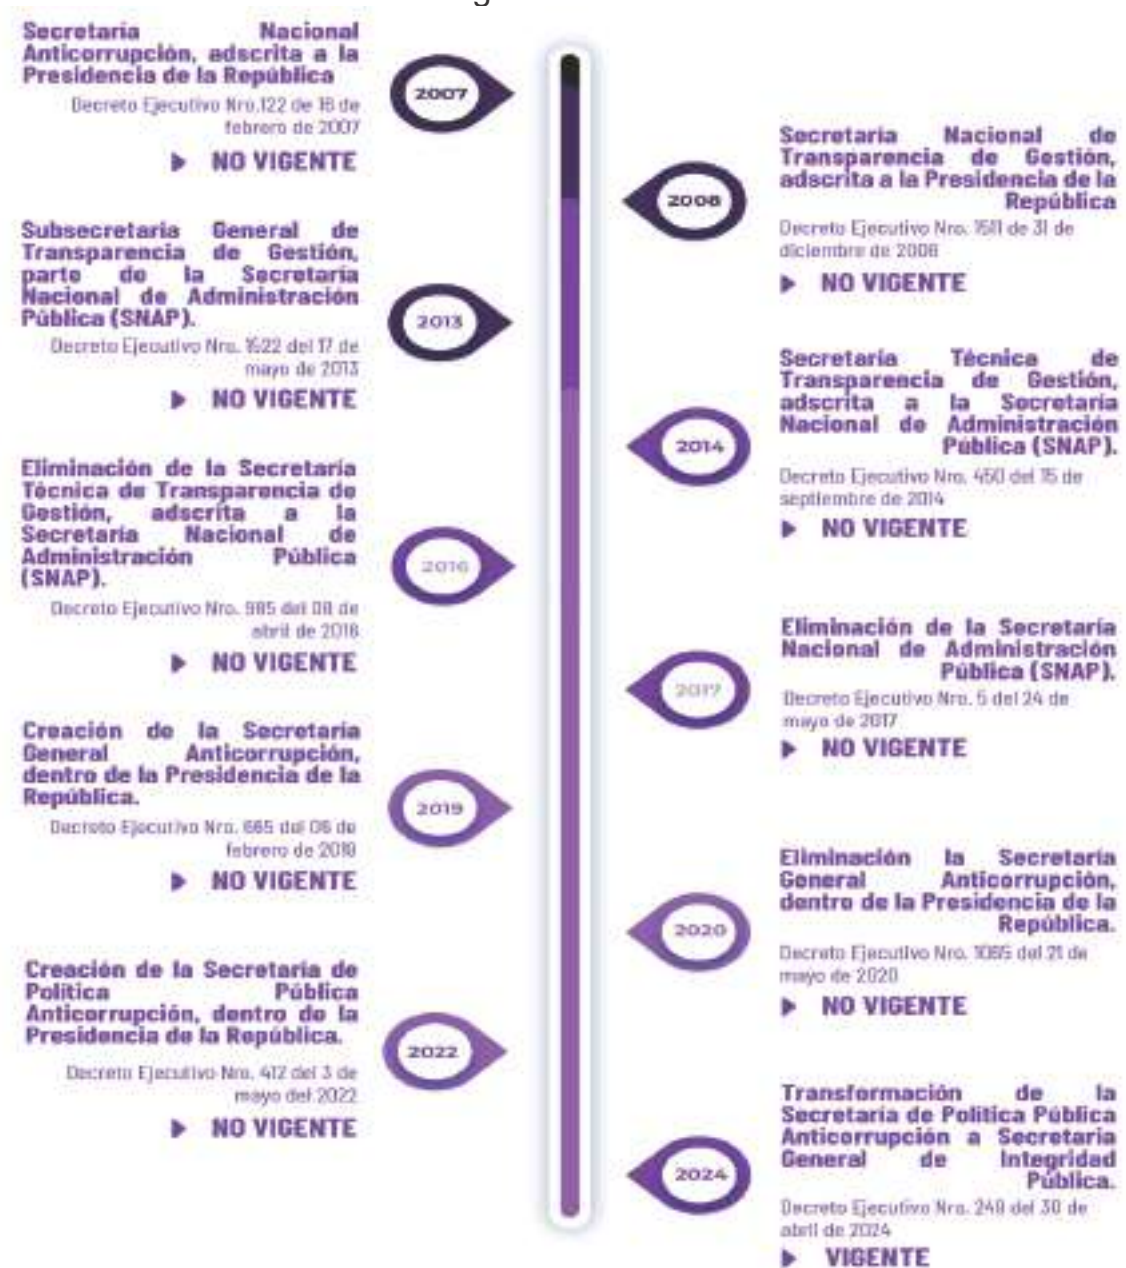 Secretaría Nacional
Anticorrupción, adscrita a la
Presidencia de la República
Decreto Ejecutivo Nro.122 de 16 de
febrero de 2007
NO VIGENTE
2007
Secretaría Nacional de
Transparencia de Gestión,
adscrita a la Presidencia de la
República
Decreto Ejecutivo Nro. 1511 de 31 de
diciembre de 2008
NO VIGENTE
2008
Subsecretaría General de
Transparencia de Gestión,
parte de la Secretaría
Nacional de Administración
Pública (SNAP).
Decreto Ejecutivo Nro. 1522 del 17 de
mayo de 2013
NO VIGENTE
2013
Secretaría Técnica de
Transparencia de Gestión,
adscrita a la Secretaría
Nacional de Administración
Pública (SNAP).
Decreto Ejecutivo Nro. 450 del 15 de
septiembre de 2014
NO VIGENTE
2014
Eliminación de la Secretaría
Técnica de Transparencia de
Gestión, adscrita a la
Secretaría Nacional de
Administración Pública
(SNAP).
Decreto Ejecutivo Nro. del 08 de
abril de 2016
NO VIGENTE
2016
Eliminación de la Secretaría
Nacional de Administración
Pública (SNAP).
Decreto Ejecutivo Nro. 5 del 24 de
mayo de 2017
NO VIGENTE
2017
Creación de la Secretaría
General Anticorrupción,
dentro de la Presidencia de la
República.
Decreto Ejecutivo Nro. 665 del 06 de
febrero de 2019
NO VIGENTE
2019
Eliminación la Secretaría
General Anticorrupción,
dentro de la Presidencia de la
República.
Decreto Ejecutivo Nro. 1065 del 21 de
mayo de 2020
NO VIGENTE
2020
Creación de la Secretaría de
Política Pública
Anticorrupción, dentro de la
Presidencia de la República.
Decreto Ejecutivo Nro. 412 del 3 de
mayo del 2022
NO VIGENTE
2022
Transformación de la
Secretaría de Política Pública
Anticorrupción a Secretaría
General de Integridad
Pública.
Decreto Ejecutivo Nro. 249 del 30 de
abril de 2024
VIGENTE
2024